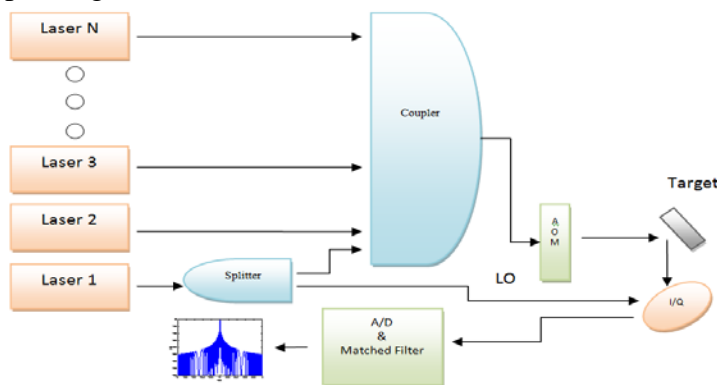 Laser N
Coupler
Laser 3
Target
Laser 2
A
O
M
Laser 1
Splitter
LO
I/Q
A/D
&
Matched Filter